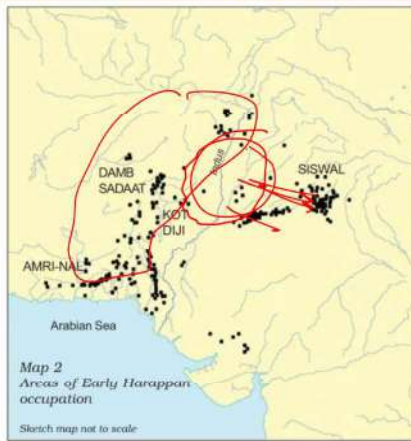 DAMB
SADAAT
Indus
SISWAL
KOT
DIJI
AMRI-NAL
Arabian Sea
Map 2
Areas of Early Harappan
occupation
Sketch map not to scale